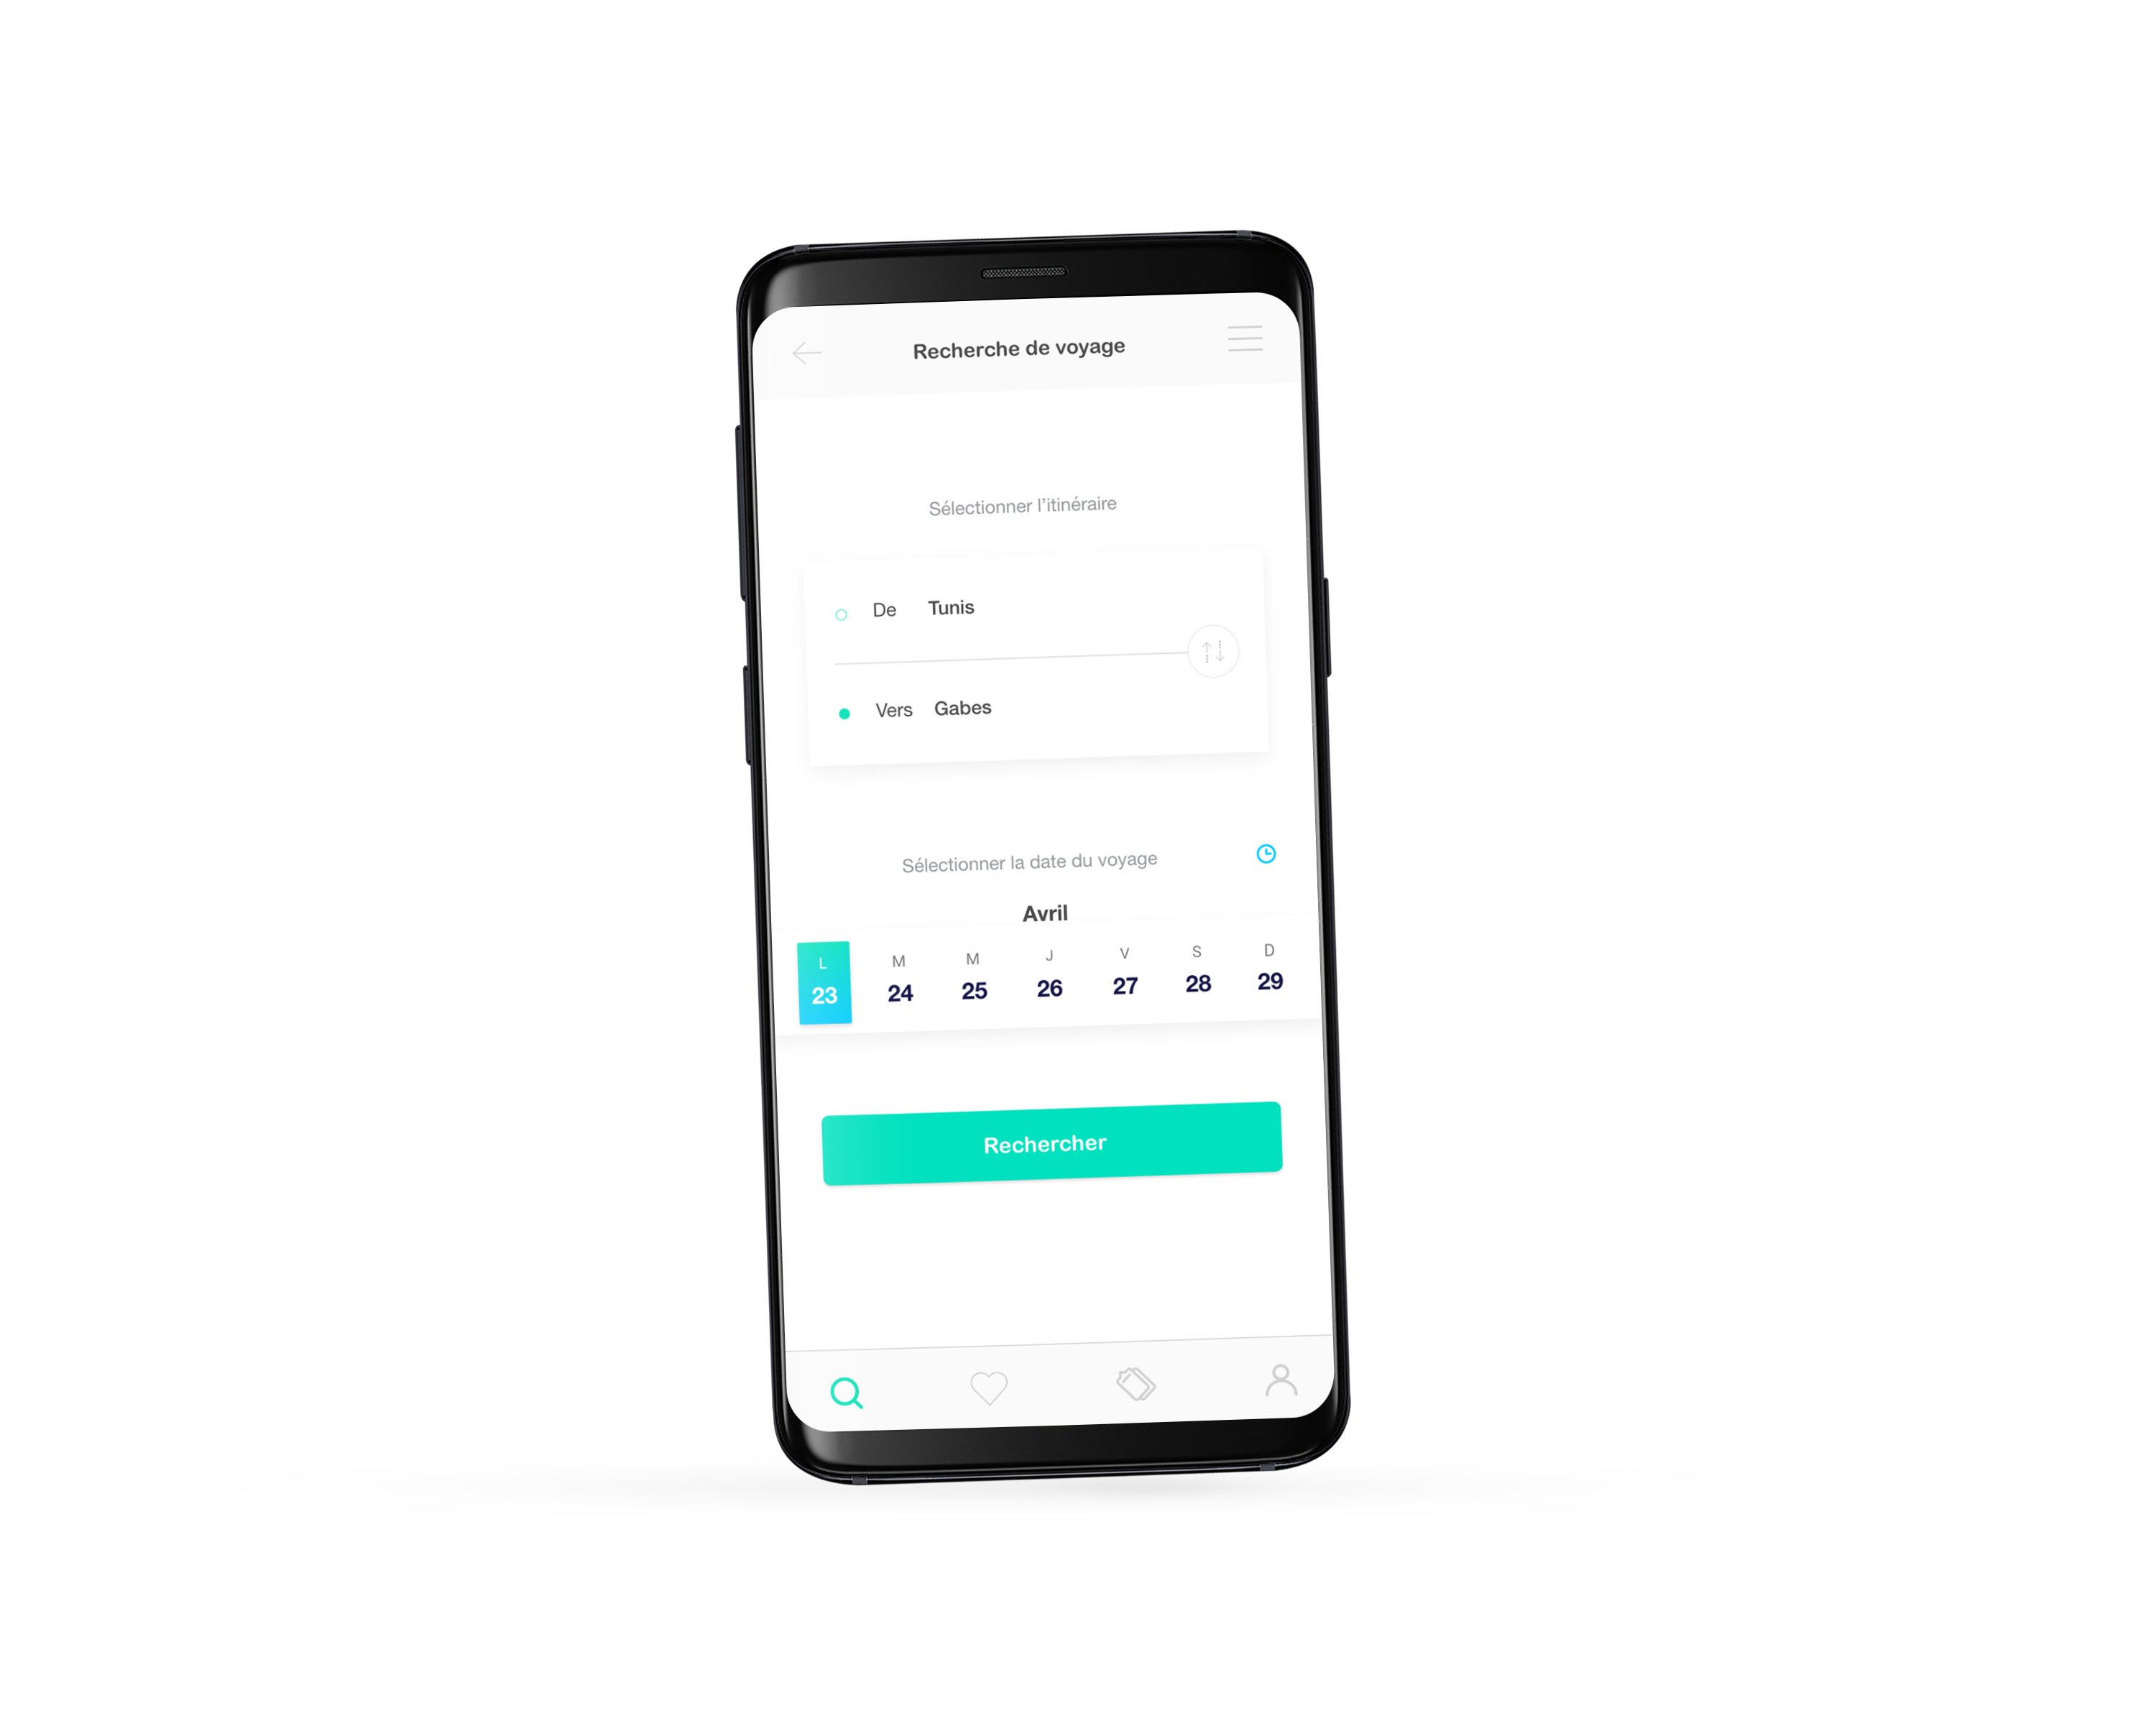 Recherche de voyage
Sélectionner l’itinéraire
De Tunis
Vers Gabes
Sélectionner la date du voyage
Avril
L M M J V S D
23 24 25 26 27 28 29
Rechercher